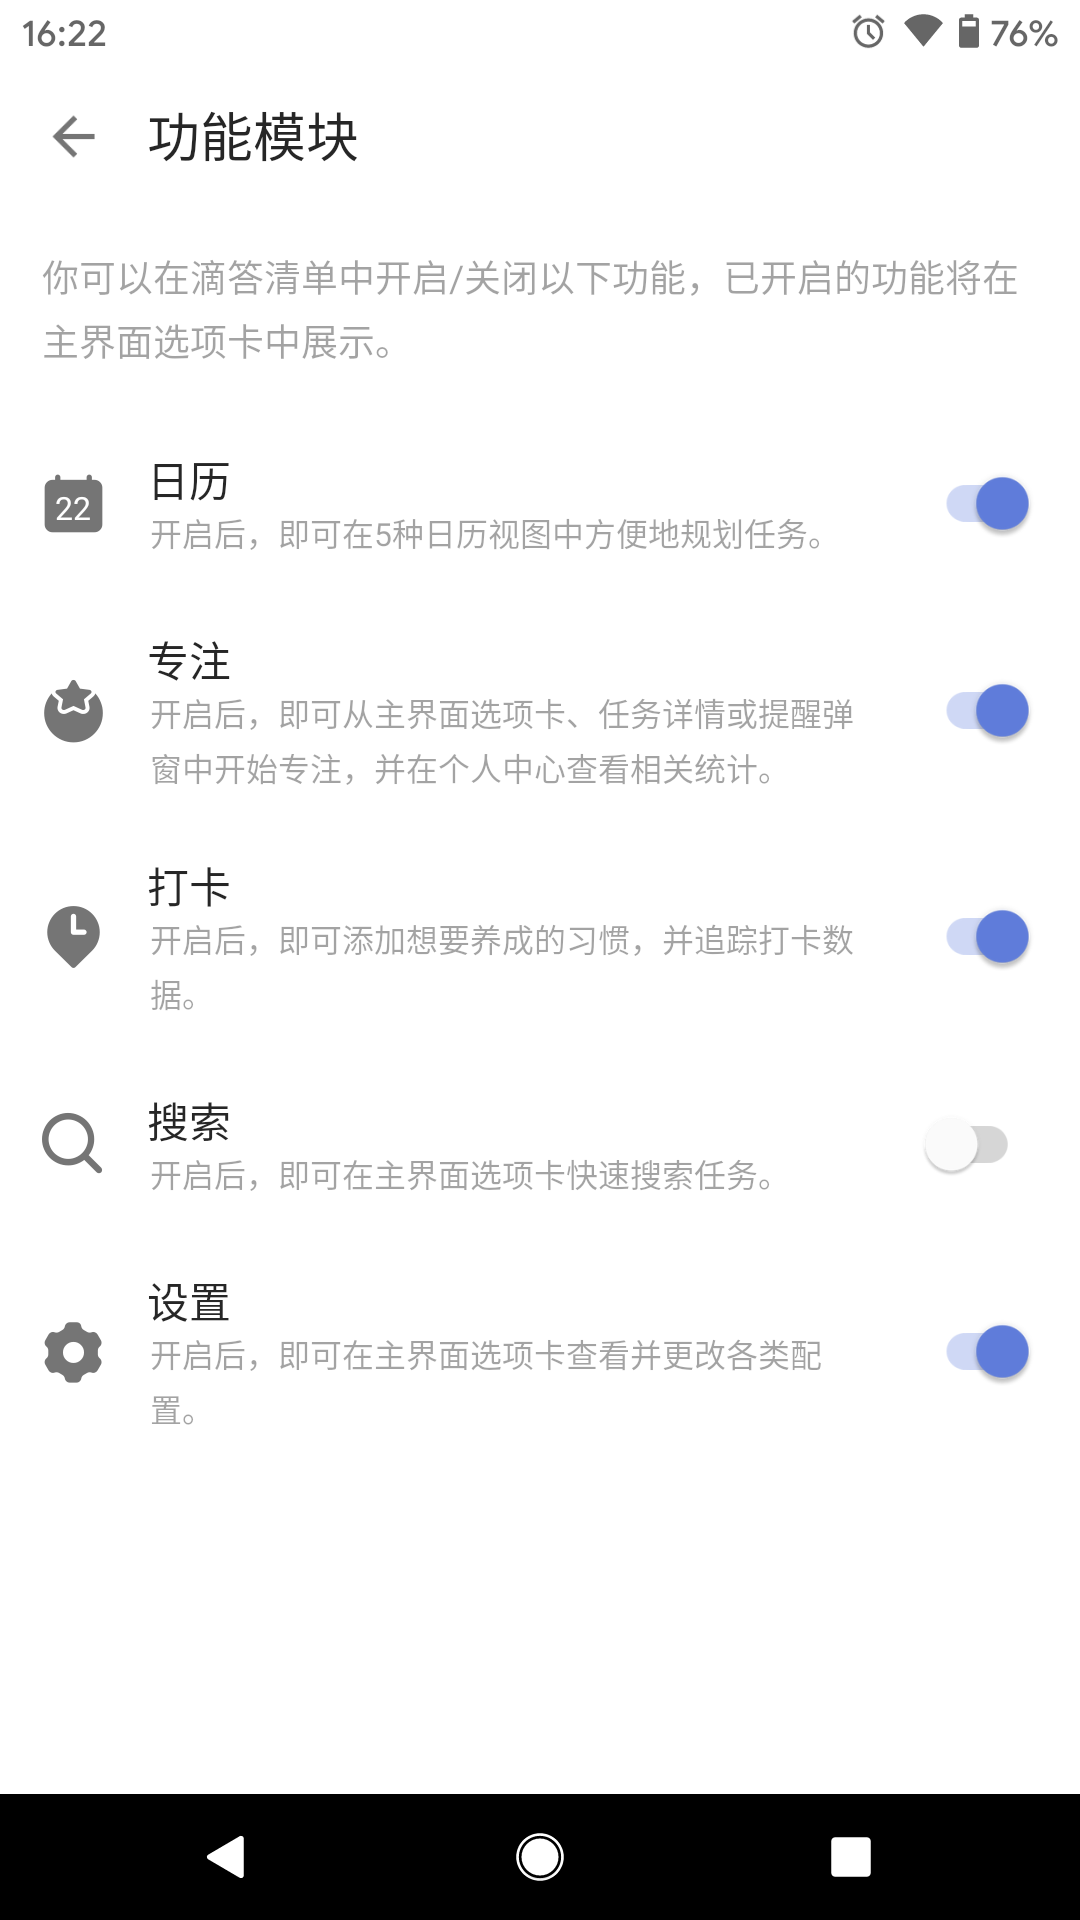 16:22
76%
功能模块
你可以在滴答清单中开启/关闭以下功能，已开启的功能将在
主界面选项卡中展示。
22
日历
开启后，即可在5种日历视图中方便地规划任务。
专注
开启后，即可从主界面选项卡、任务详情或提醒弹
窗中开始专注，并在个人中心查看相关统计。
打卡
开启后，即可添加想要养成的习惯，并追踪打卡数
据。
搜索
开启后，即可在主界面选项卡快速搜索任务。
设置
开启后，即可在主界面选项卡查看并更改各类配
置。